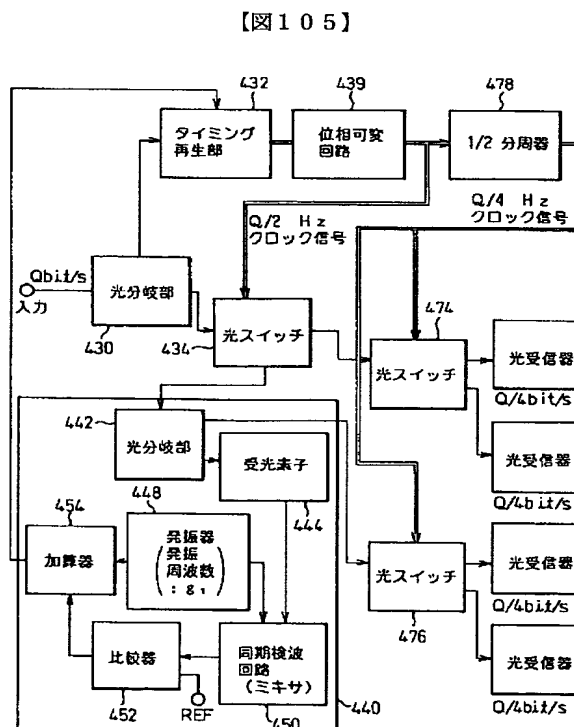 【図１０５】
432
439
478
タイミング
再生部
位相可変
回路
1/2 分周器
Q/2 Hz
クロック信号
Q/4 Hz
クロック信号
Qbit/s
入力
光分岐部
430
434
光スイッチ
474
光スイッチ
光受信器
Q/4bit/s
光受信器
Q/4bit/s
442
光分岐部
受光素子
444
448
454
加算器
発振器
発振
周波数
: g₁
光スイッチ
476
光受信器
Q/4bit/s
光受信器
Q/4bit/s
比較器
452
REF
同期検波
回路
(ミキサ)
450
440